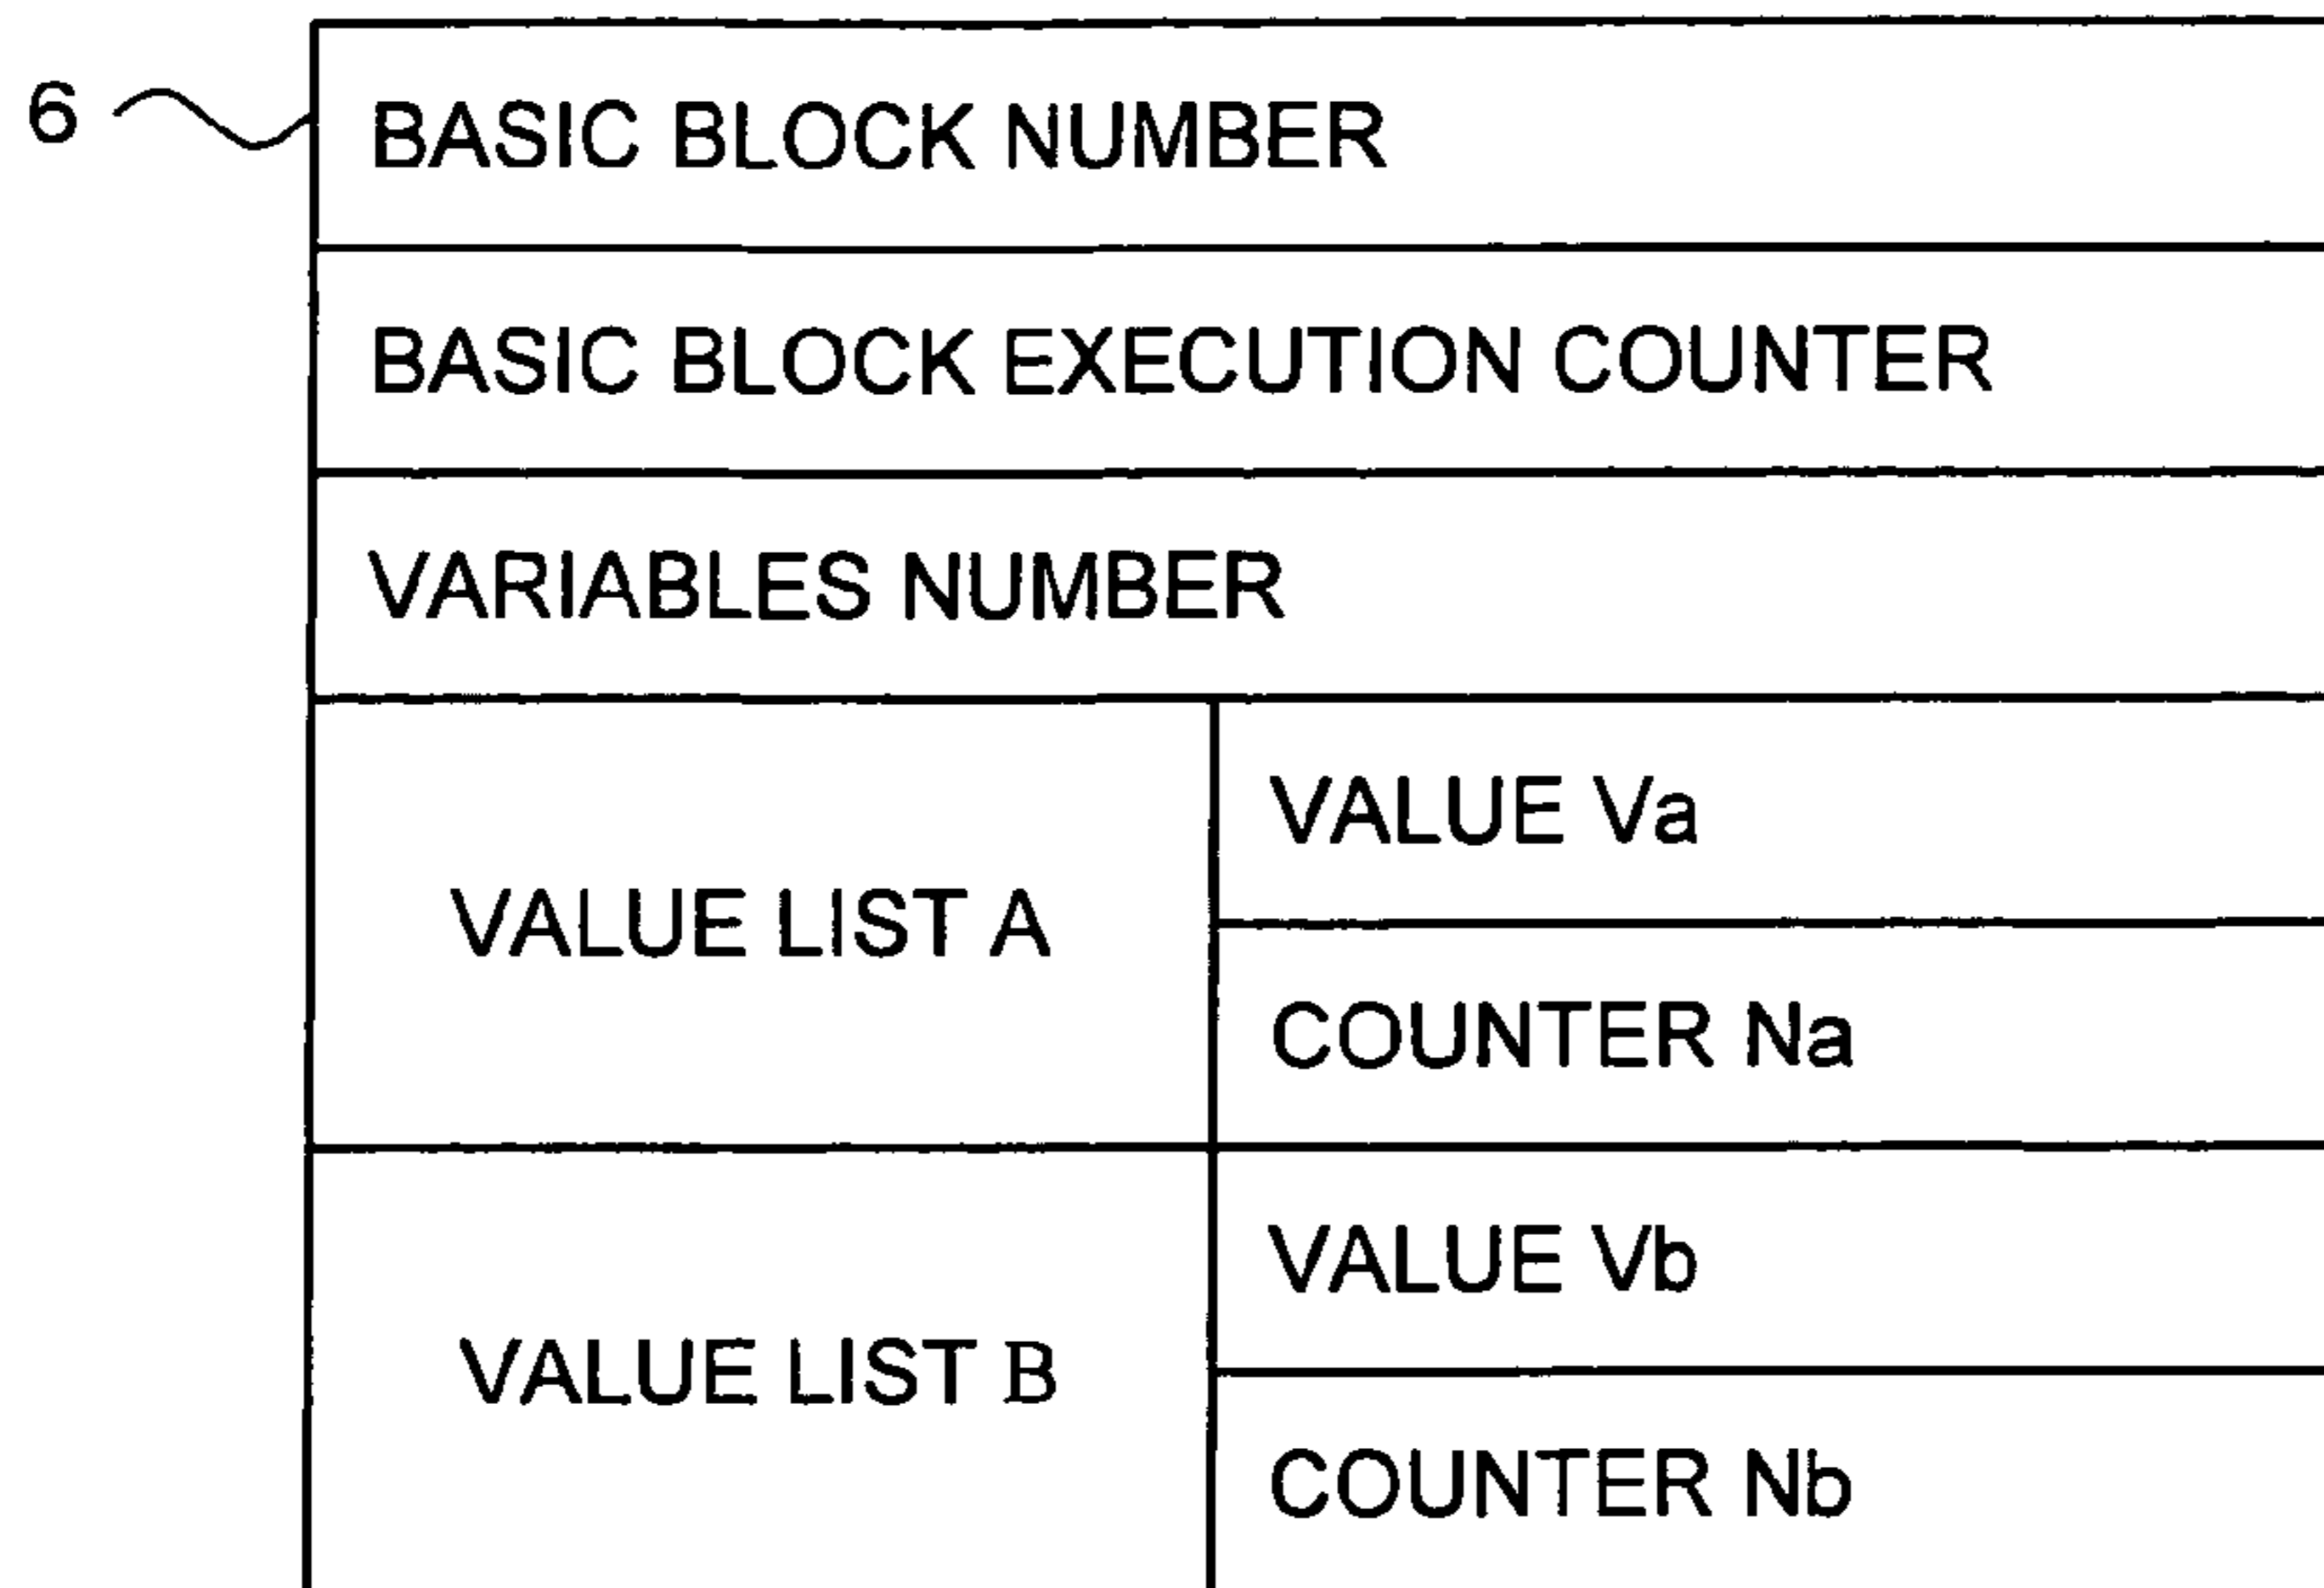 6
BASIC BLOCK NUMBER
BASIC BLOCK EXECUTION COUNTER
VARIABLES NUMBER
VALUE LIST A
VALUE Va
COUNTER Na
VALUE LIST B
VALUE Vb
COUNTER Nb